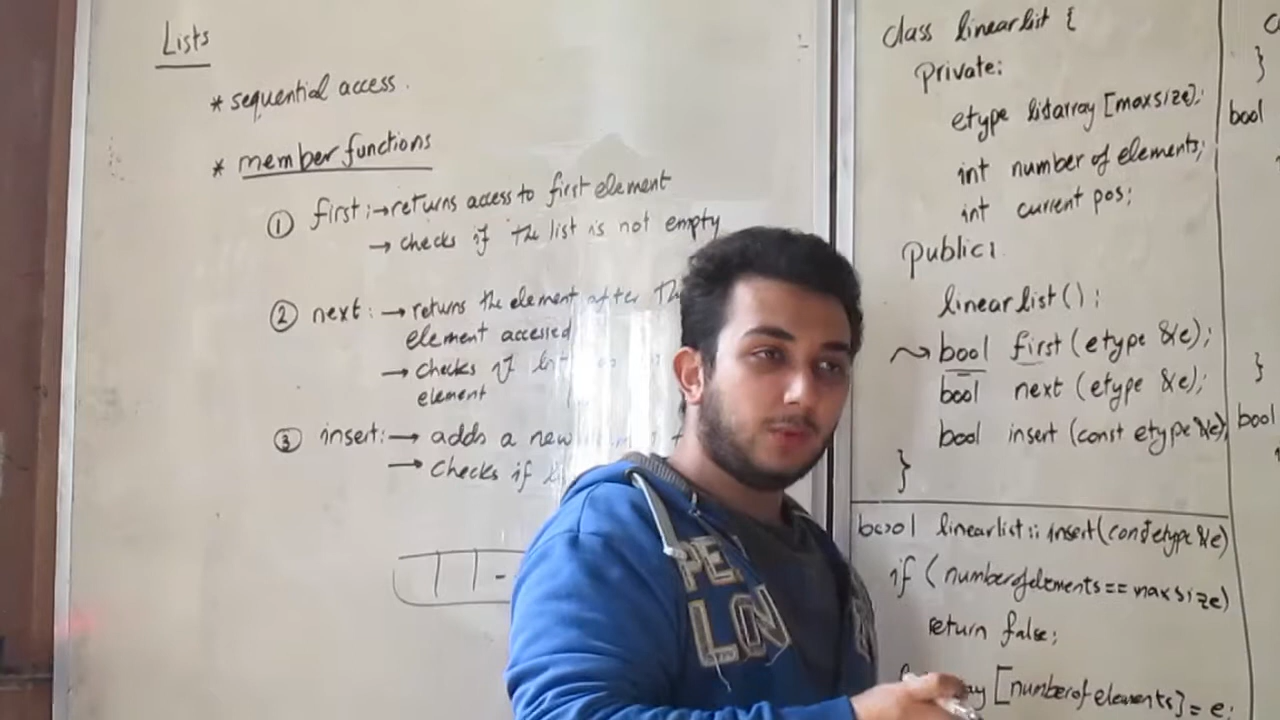 Lists
* sequential access.
* member functions
① first: → returns access to first element
→ checks if the list is not empty
② next: → returns the element after
element accessed
→ checks if
element
③ insert: → adds a new
→ checks if
class linearlist {
Private:
etype listarray [maxsize];
int number of elements;
int current pos;
public:
linearlist();
bool first (etype &e);
bool next (etype &e);
bool insert (const etype &e);
}
bool linearlist::insert(const etype &e)
if (numberofelements == maxsize)
return false;
[numberofelements] = e;
}
bool
}
bool
PE
LON